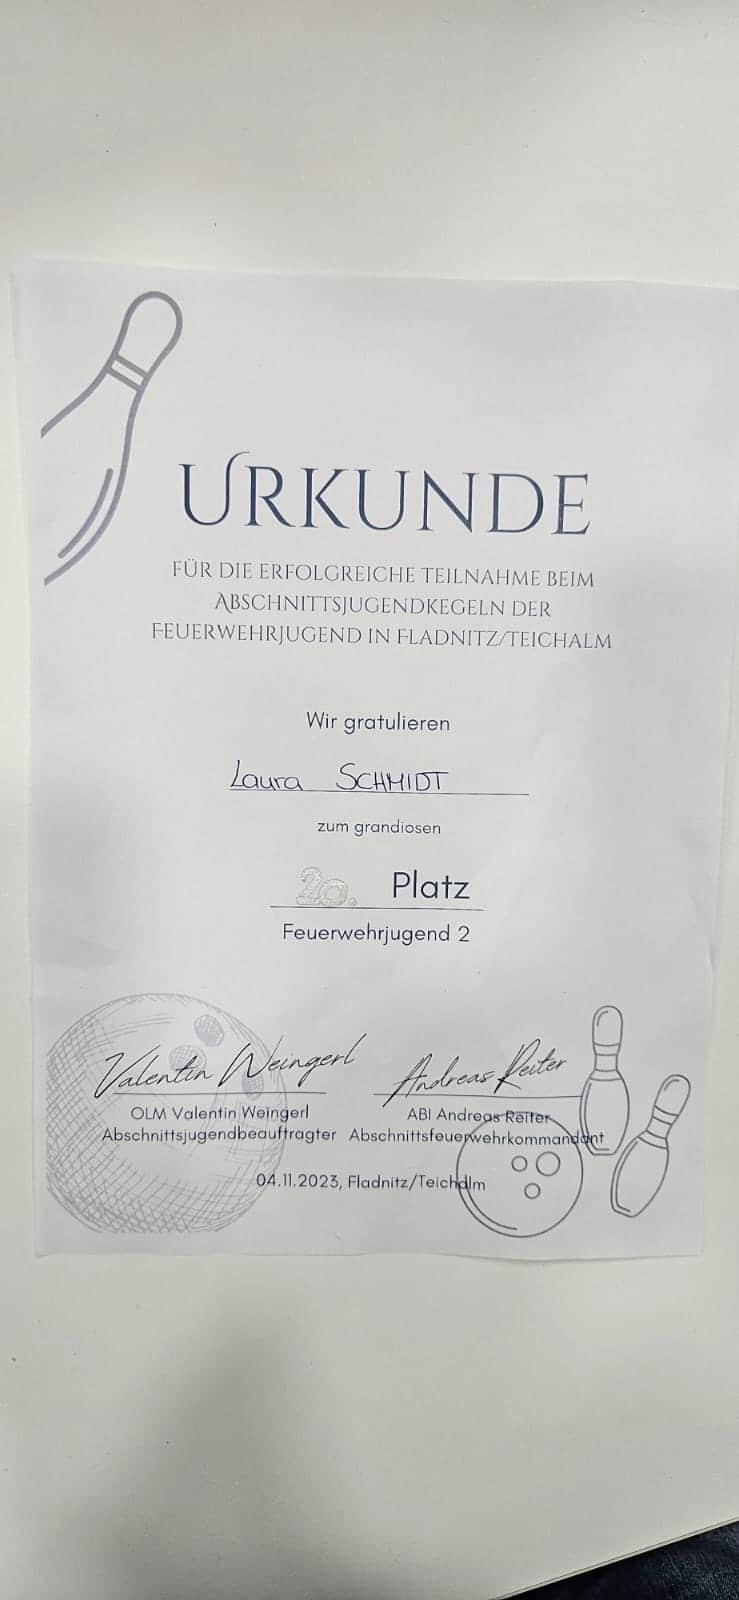 URKUNDE
FÜR DIE ERFOLGREICHE TEILNAHME BEIM
ABSCHNITTSJUGENDKEGELN DER
FEUERWEHRJUGEND IN FLADNITZ/TEICHALM
Wir gratulieren
Laura SCHMIDT
zum grandiosen
20. Platz
Feuerwehrjugend 2
Valentin Weingerl Andreas Reiter
OLM Valentin Weingerl ABI Andreas Reiter
Abschnittsjugendbeauftragter Abschnittsfeuerwehrkommandant
04.11.2023, Fladnitz/Teichalm